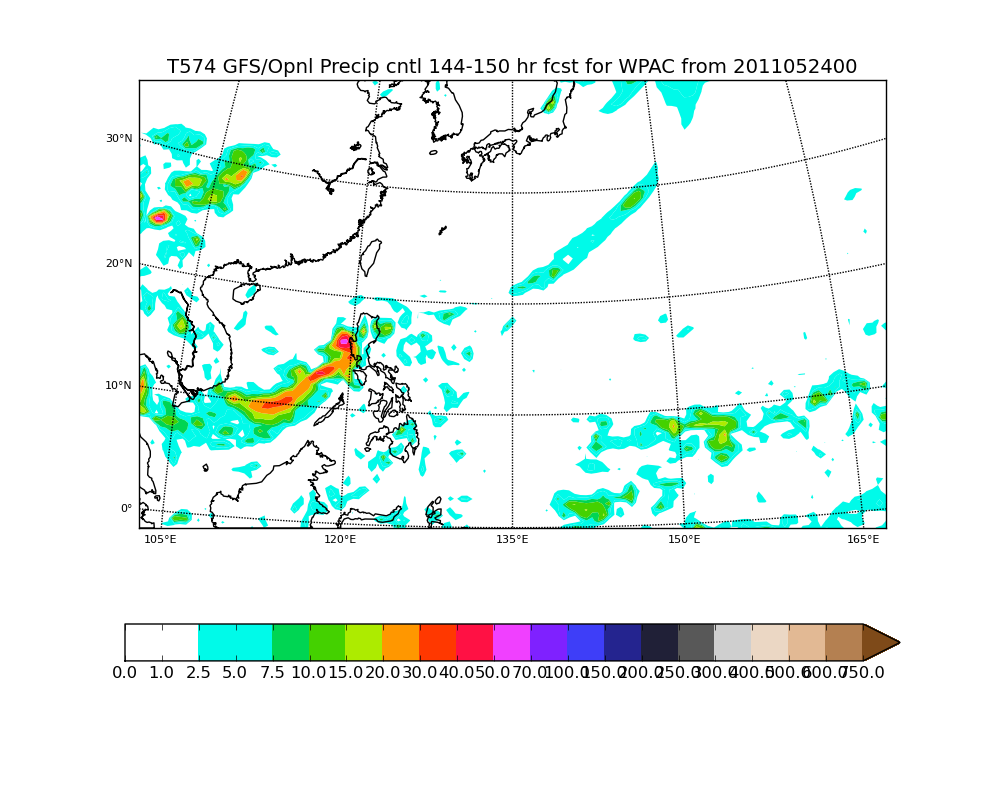 T574 GFS/Opnl Precip cntl 144-150 hr fcst for WPAC from 2011052400
30°N
20°N
10°N
0°
105°E 120°E 135°E 150°E 165°E
0.0 1.0 2.5 5.0 7.5 10.0 15.0 20.0 30.0 40.0 50.0 70.0 100.0 150.0 200.0 250.0 300.0 400.0 500.0 600.0 750.0